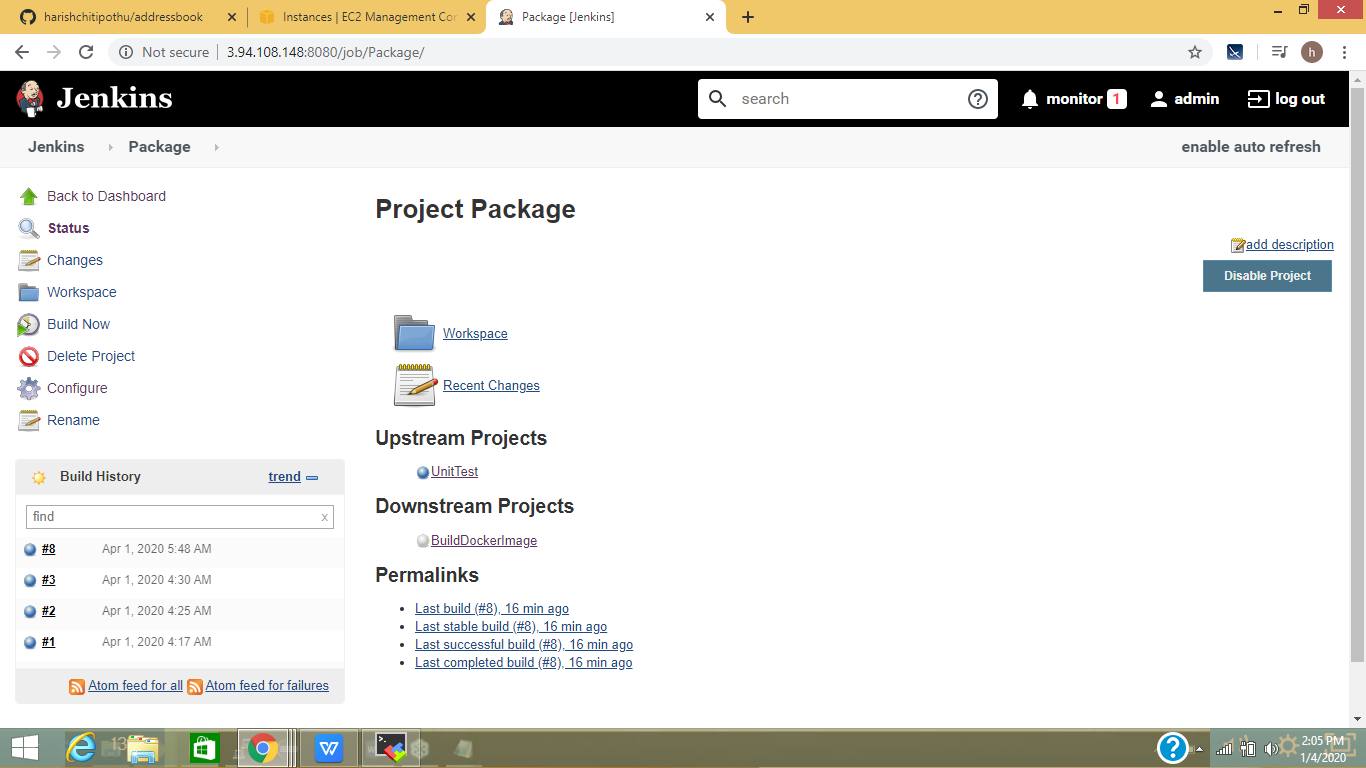 harishchitipothu/addressbook
Instances | EC2 Management Con
Package [Jenkins]
Not secure
3.94.108.148:8080/job/Package/
h
Jenkins
search
monitor 1
admin
log out
Jenkins
Package
enable auto refresh
Back to Dashboard
Status
Changes
Workspace
Build Now
Delete Project
Configure
Rename
Build History
trend
find
x
#8 Apr 1, 2020 5:48 AM
#3 Apr 1, 2020 4:30 AM
#2 Apr 1, 2020 4:25 AM
#1 Apr 1, 2020 4:17 AM
Atom feed for all Atom feed for failures
Project Package
add description
Disable Project
Workspace
Recent Changes
Upstream Projects
UnitTest
Downstream Projects
BuildDockerImage
Permalinks
Last build (#8), 16 min ago
Last stable build (#8), 16 min ago
Last successful build (#8), 16 min ago
Last completed build (#8), 16 min ago
2:05 PM
1/4/2020